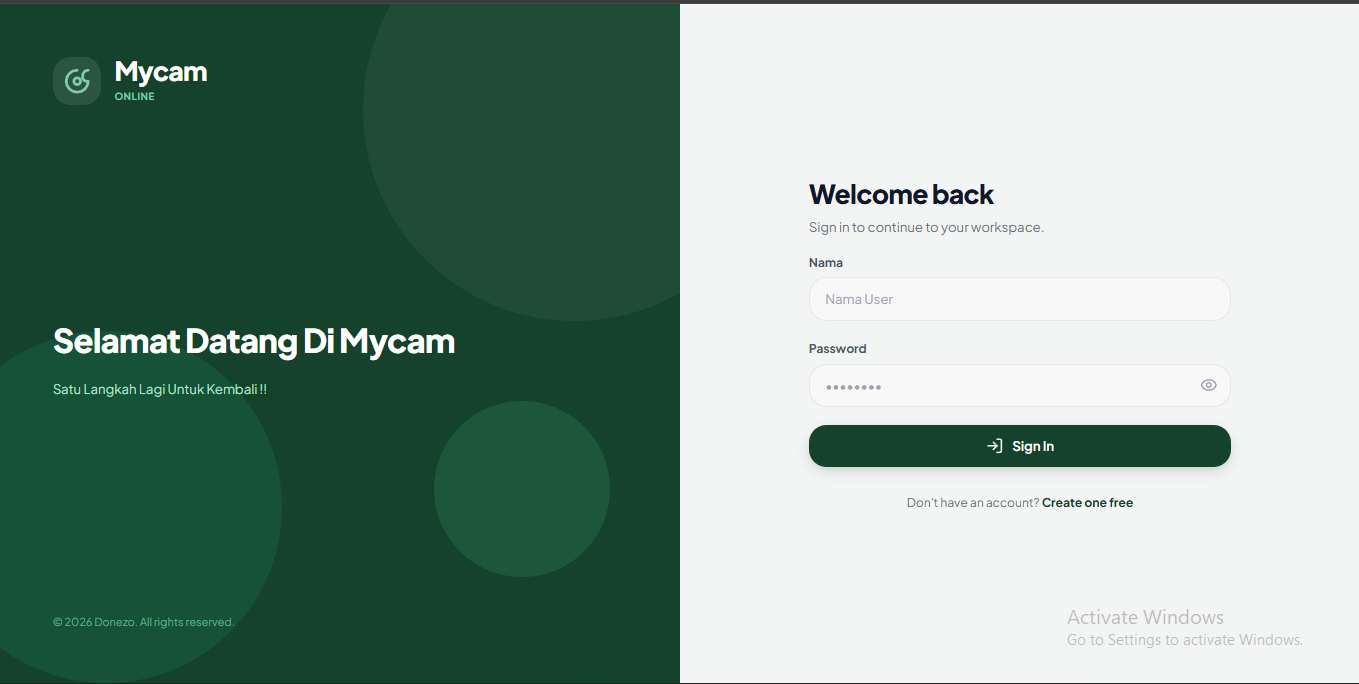 Mycam
ONLINE
Selamat Datang Di Mycam
Satu Langkah Lagi Untuk Kembali !!
© 2026 Donezo. All rights reserved.
Welcome back
Sign in to continue to your workspace.
Nama
Nama User
Password
••••••••
Sign In
Don't have an account? Create one free
Activate Windows
Go to Settings to activate Windows.